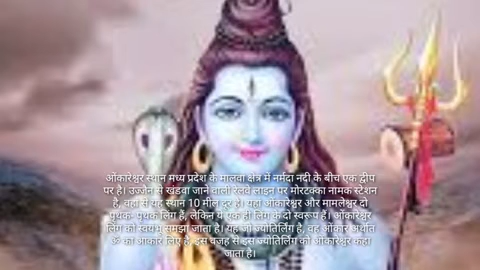 ओंकारेश्वर स्थान मध्य प्रदेश के मालवा क्षेत्र में नर्मदा नदी के बीच एक द्वीप
पर है। उज्जैन से खंडवा जाने वाली रेलवे लाइन पर मोरटक्का नामक स्टेशन
है, वहां से यह स्थान 10 मील दूर है। यहां ओंकारेश्वर और मामलेश्वर दो
पृथक- पृथक लिंग हैं, लेकिन ये एक ही लिंग के दो स्वरूप हैं। ओंकारेश्वर
लिंग को स्वयंभू समझा जाता है। यह जो ज्योतिर्लिंग है, वह ओंकार अर्थात
ॐ का आकार लिए है, इस वजह से इस ज्योतिर्लिंग को ओंकारेश्वर कहा
जाता है।